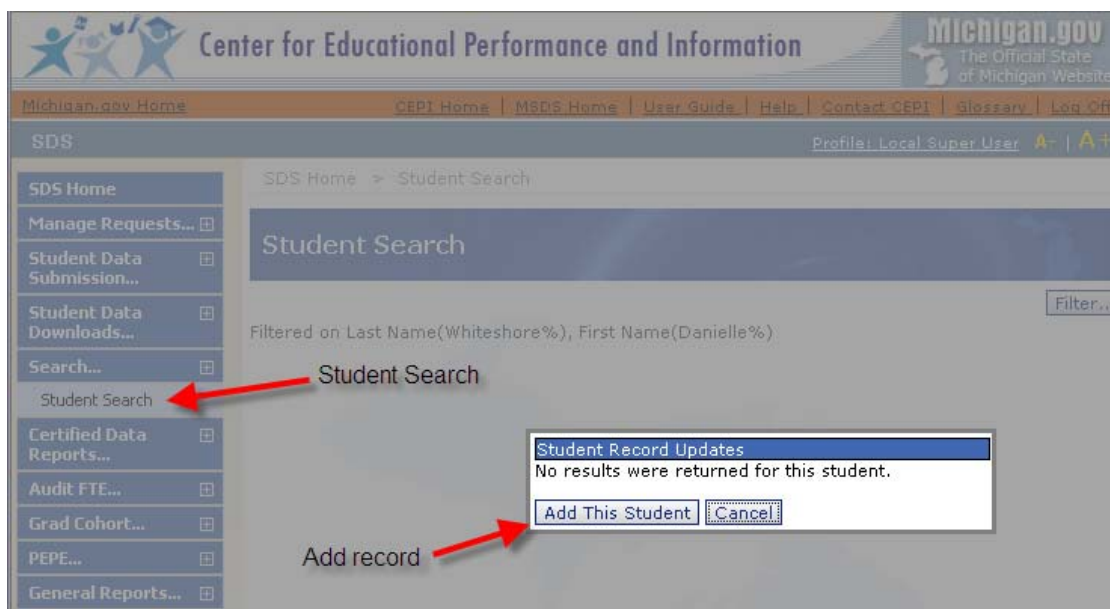 Center for Educational Performance and Information
Michigan.gov
The Official State
of Michigan Website
Michigan.gov Home
CEPI Home | MSDS Home | User Guide | Help | Contact CEPI | Glossary | Log Off
SDS
Profile: Local Super User A- | A+
SDS Home
Manage Requests...
Student Data
Submission...
Student Data
Downloads...
Search...
Student Search
Certified Data
Reports...
Audit FTE...
Grad Cohort...
PEPE...
General Reports...
SDS Home > Student Search
Student Search
Filter...
Filtered on Last Name(Whiteshore%), First Name(Danielle%)
Student Search
Student Record Updates
No results were returned for this student.
Add This Student Cancel
Add record